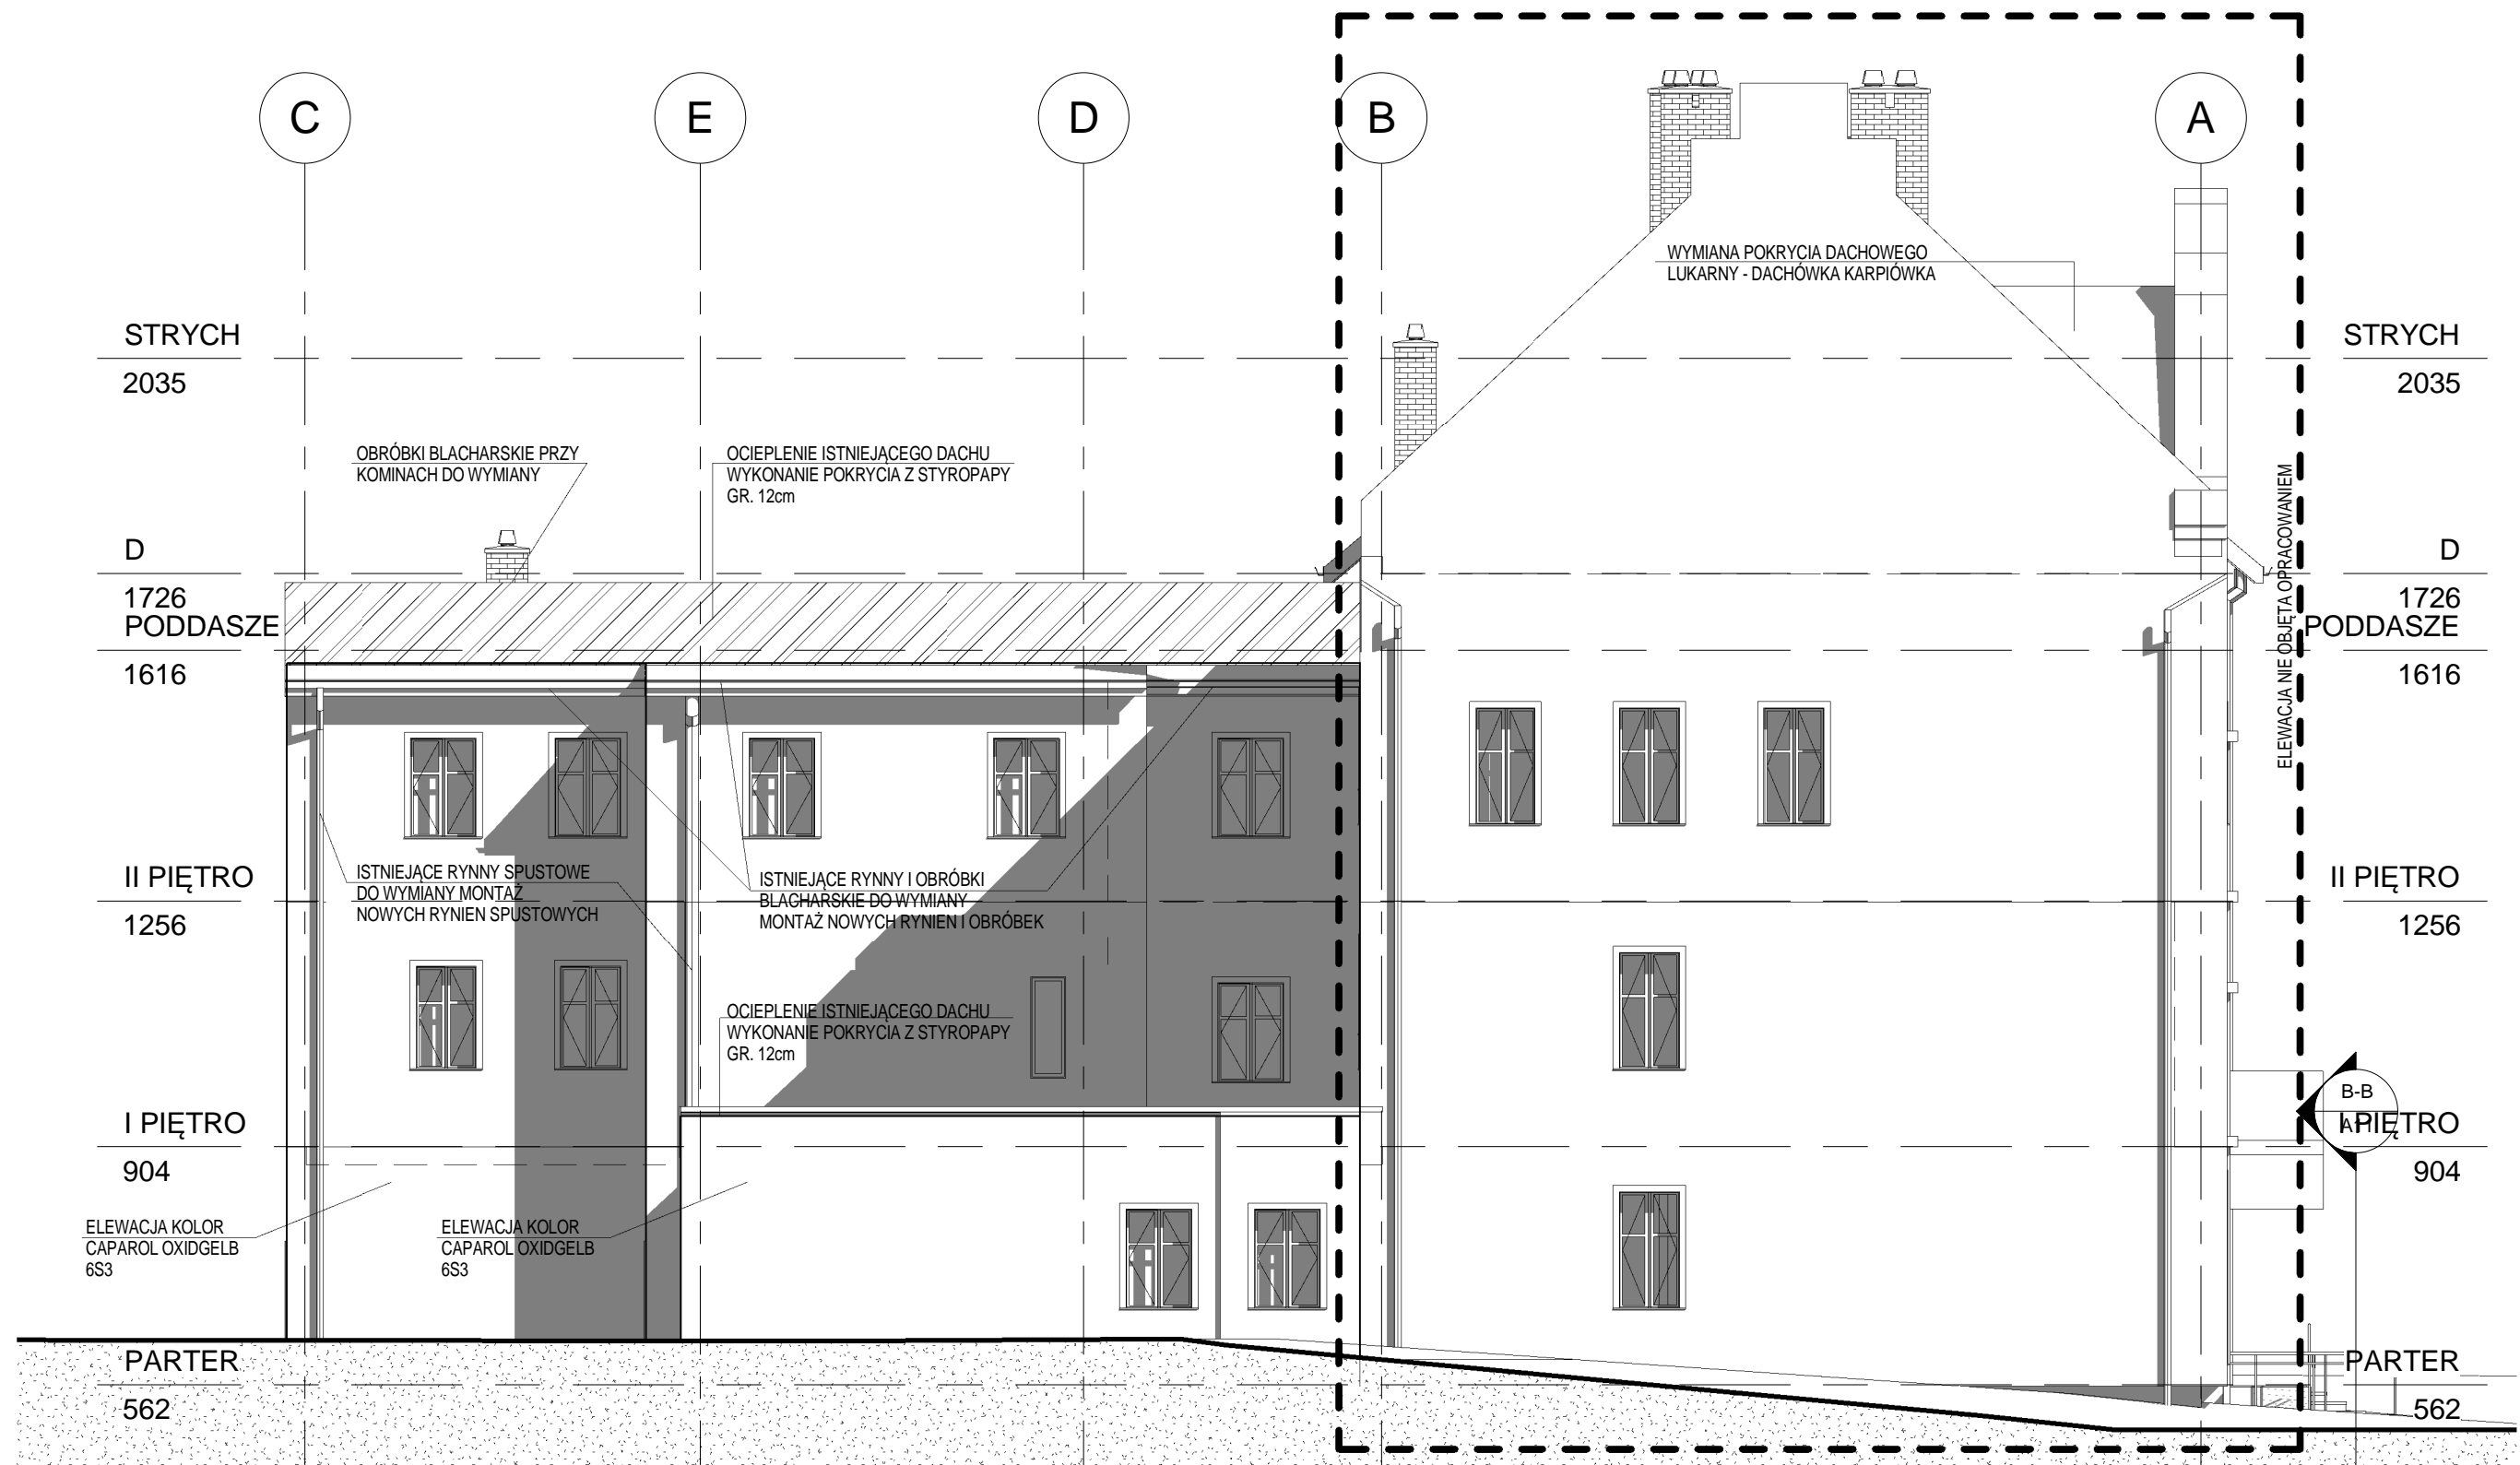 C
E
D
B
A
WYMIANA POKRYCIA DACHOWEGO
LUKARNY - DACHÓWKA KARPIÓWKA
STRYCH
2035
STRYCH
2035
OBRÓBKI BLACHARSKIE PRZY
KOMINACH DO WYMIANY
OCIEPLENIE ISTNIEJĄCEGO DACHU
WYKONANIE POKRYCIA Z STYROPAPY
GR. 12cm
ELEWACJA NIE OBJĘTA OPRACOWANIEM
D
1726
D
1726
PODDASZE
1616
PODDASZE
1616
ISTNIEJĄCE RYNNY SPUSTOWE
DO WYMIANY MONTAŻ
NOWYCH RYNIEN SPUSTOWYCH
ISTNIEJĄCE RYNNY I OBRÓBKI
BLACHARSKIE DO WYMIANY
MONTAŻ NOWYCH RYNIEN I OBRÓBEK
II PIĘTRO
1256
II PIĘTRO
1256
OCIEPLENIE ISTNIEJĄCEGO DACHU
WYKONANIE POKRYCIA Z STYROPAPY
GR. 12cm
B-B
I PIĘTRO
904
I PIĘTRO
904
ELEWACJA KOLOR
CAPAROL OXIDGELB
6S3
ELEWACJA KOLOR
CAPAROL OXIDGELB
6S3
PARTER
562
PARTER
562